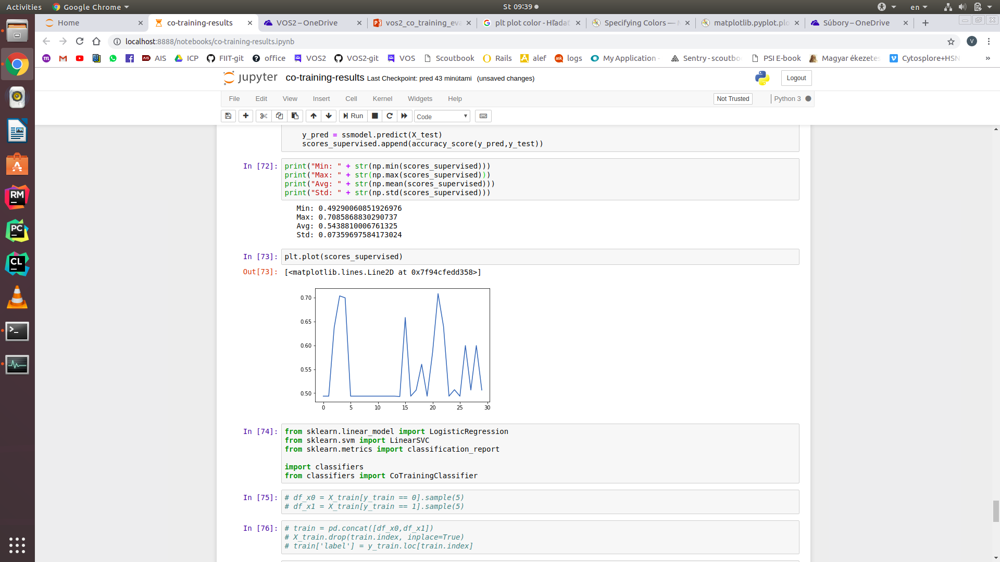 Activities
Google Chrome
St 09:39
en
Home
co-training-results
VOS2 – OneDrive
vos2_co_training_eva
plt plot color - Hľadať
Specifying Colors — M
matplotlib.pyplot.plo
Súbory – OneDrive
localhost:8888/notebooks/co-training-results.ipynb
V
AIS
ICP
FIIT-git
office
VOS2
VOS2-git
VOS
Scoutbook
Rails
alef
logs
My Application -
Sentry - scoutbo
PSI E-book
Magyar ékezetes
Cytosplore+HSN
»
jupyter
co-training-results Last Checkpoint: pred 43 minútami (unsaved changes)
Logout
File
Edit
View
Insert
Cell
Kernel
Widgets
Help
Not Trusted
Python 3
Run
Code
y_pred = ssmodel.predict(X_test)
scores_supervised.append(accuracy_score(y_pred,y_test))
In [72]:
print("Min: " + str(np.min(scores_supervised)))
print("Max: " + str(np.max(scores_supervised)))
print("Avg: " + str(np.mean(scores_supervised)))
print("Std: " + str(np.std(scores_supervised)))
Min: 0.49290060851926976
Max: 0.7085868830290737
Avg: 0.5438810006761325
Std: 0.07359697584173024
In [73]:
plt.plot(scores_supervised)
Out[73]:
[<matplotlib.lines.Line2D at 0x7f94cfedd358>]
0.70
0.65
0.60
0.55
0.50
0 5 10 15 20 25 30
In [74]:
from sklearn.linear_model import LogisticRegression
from sklearn.svm import LinearSVC
from sklearn.metrics import classification_report
import classifiers
from classifiers import CoTrainingClassifier
In [75]:
# df_x0 = X_train[y_train == 0].sample(5)
# df_x1 = X_train[y_train == 1].sample(5)
In [76]:
# train = pd.concat([df_x0,df_x1])
# X_train.drop(train.index, inplace=True)
# train['label'] = y_train.loc[train.index]
RM
PC
CL